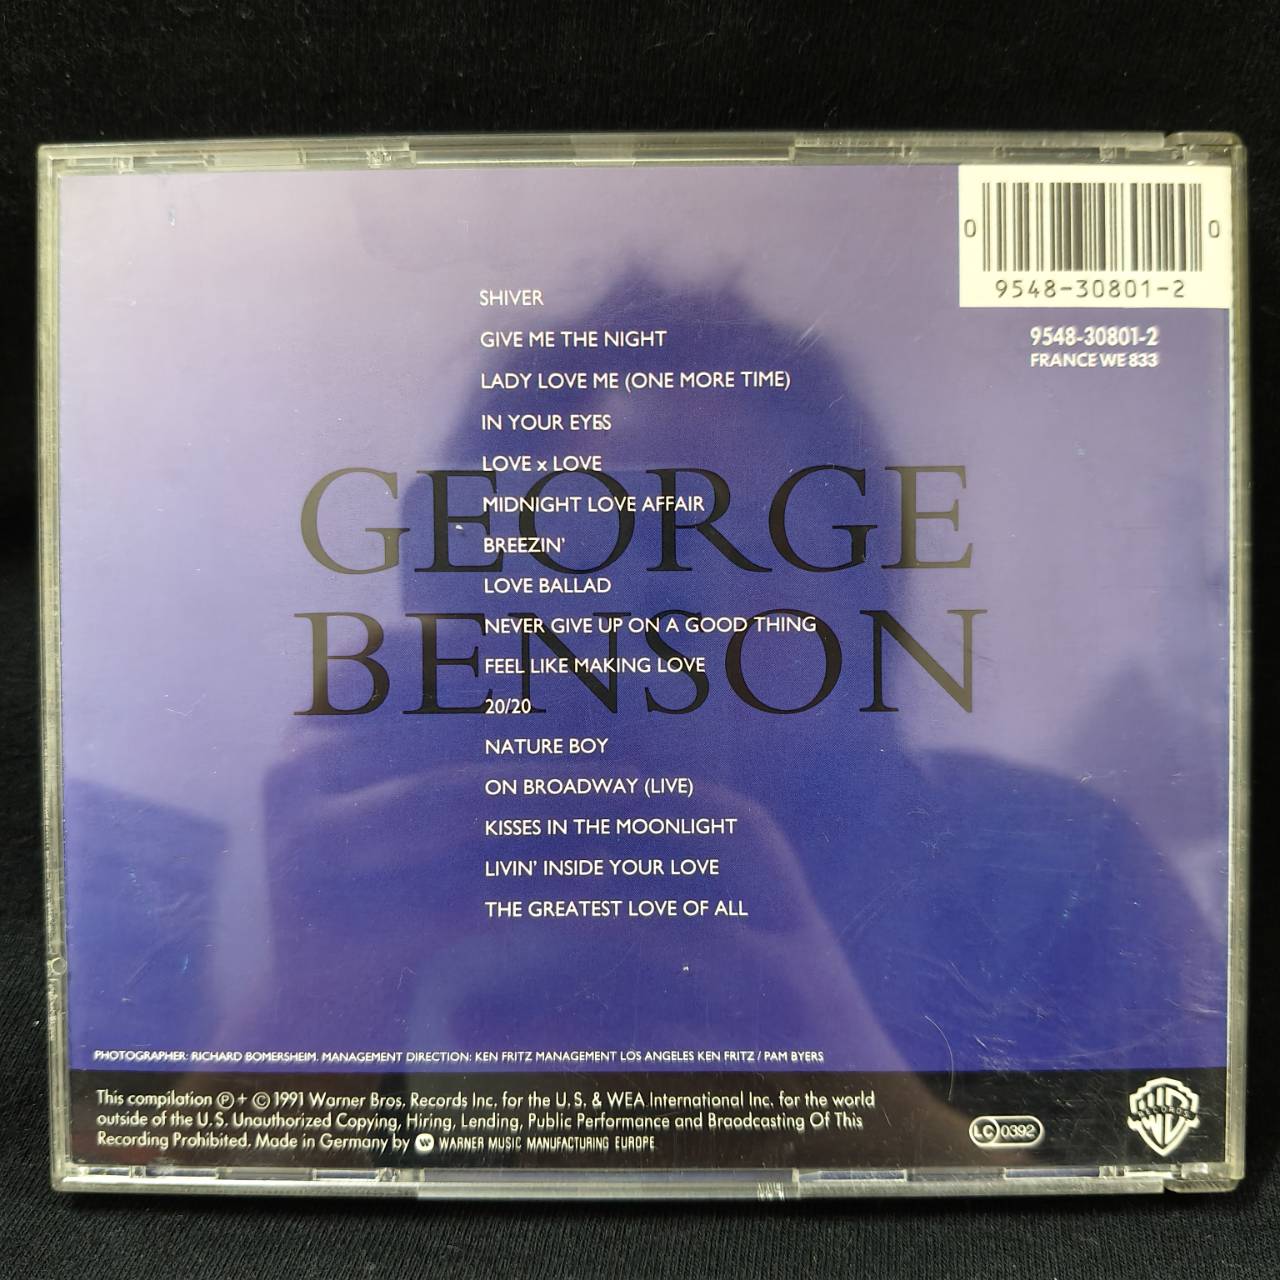 0 0
9548-30801-2
9548-30801-2
FRANCE WE 833
SHIVER
GIVE ME THE NIGHT
LADY LOVE ME (ONE MORE TIME)
IN YOUR EYES
LOVE x LOVE
MIDNIGHT LOVE AFFAIR
BREEZIN'
LOVE BALLAD
NEVER GIVE UP ON A GOOD THING
FEEL LIKE MAKING LOVE
20/20
NATURE BOY
ON BROADWAY (LIVE)
KISSES IN THE MOONLIGHT
LIVIN' INSIDE YOUR LOVE
THE GREATEST LOVE OF ALL
GEORGE
BENSON
PHOTOGRAPHER: RICHARD BOMERSHEIM. MANAGEMENT DIRECTION: KEN FRITZ MANAGEMENT LOS ANGELES KEN FRITZ / PAM BYERS
This compilation ℗ + © 1991 Warner Bros. Records Inc. for the U.S. & WEA International Inc. for the world
outside of the U.S. Unauthorized Copying, Hiring, Lending, Public Performance and Braodcasting Of This
Recording Prohibited. Made in Germany by W WARNER MUSIC MANUFACTURING EUROPE
LC 0392
WB RECORDS